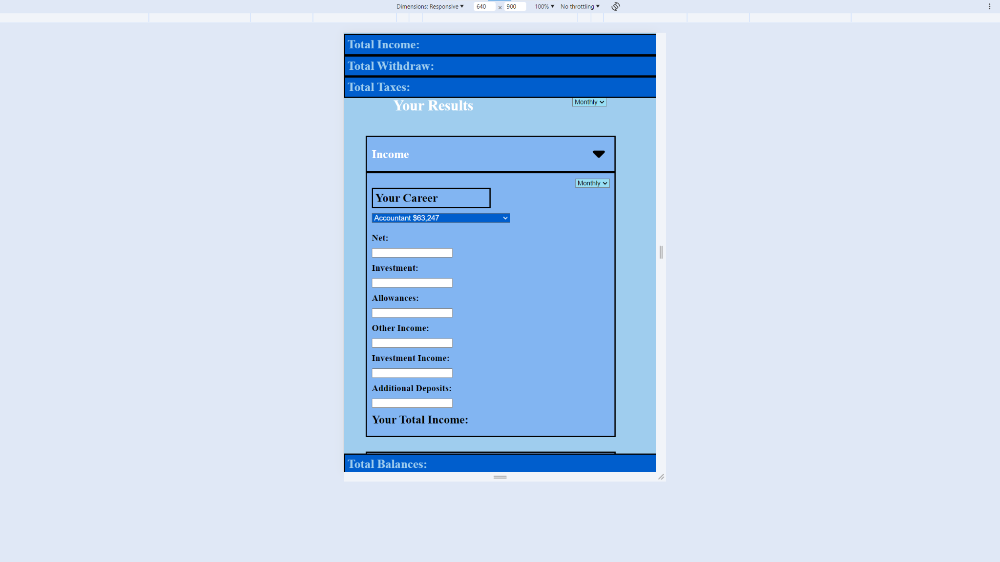 Dimensions: Responsive 640 × 900 100% No throttling
Total Income:
Total Withdraw:
Total Taxes:
Your Results Monthly
Income
Monthly
Your Career
Accountant $63,247
Net:
Investment:
Allowances:
Other Income:
Investment Income:
Additional Deposits:
Your Total Income:
Total Balances: